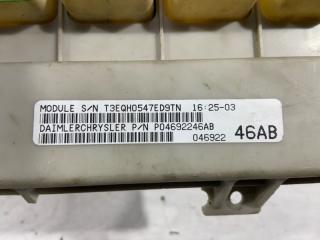 MODULE S/N T3EQH0547ED9TN 16:25-03
DAIMLERCHRYSLER P/N P04692246AB
046922 46AB